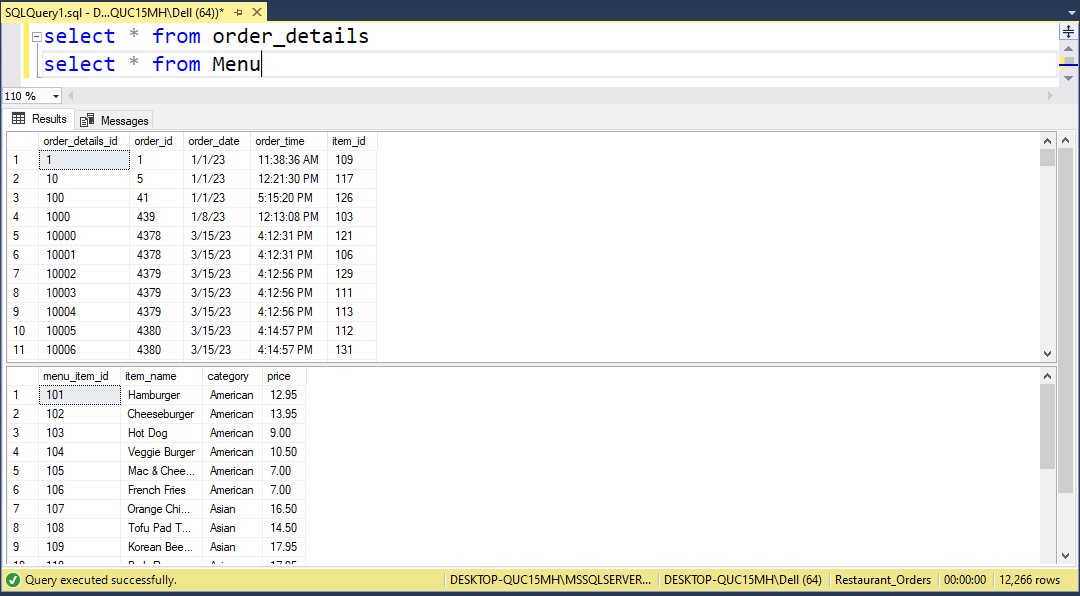 SQLQuery1.sql - D...QUC15MH\Dell (64))*
select * from order_details
select * from Menu
110 %
Results Messages
order_details_id order_id order_date order_time item_id
1 1 1 1/1/23 11:38:36 AM 109
2 10 5 1/1/23 12:21:30 PM 117
3 100 41 1/1/23 5:15:20 PM 126
4 1000 439 1/8/23 12:13:08 PM 103
5 10000 4378 3/15/23 4:12:31 PM 121
6 10001 4378 3/15/23 4:12:31 PM 106
7 10002 4379 3/15/23 4:12:56 PM 129
8 10003 4379 3/15/23 4:12:56 PM 111
9 10004 4379 3/15/23 4:12:56 PM 113
10 10005 4380 3/15/23 4:14:57 PM 112
11 10006 4380 3/15/23 4:14:57 PM 131
menu_item_id item_name category price
1 101 Hamburger American 12.95
2 102 Cheeseburger American 13.95
3 103 Hot Dog American 9.00
4 104 Veggie Burger American 10.50
5 105 Mac & Chee... American 7.00
6 106 French Fries American 7.00
7 107 Orange Chi... Asian 16.50
8 108 Tofu Pad T... Asian 14.50
9 109 Korean Bee... Asian 17.95
Query executed successfully. DESKTOP-QUC15MH\MSSQLSERVER... DESKTOP-QUC15MH\Dell (64) Restaurant_Orders 00:00:00 12,266 rows